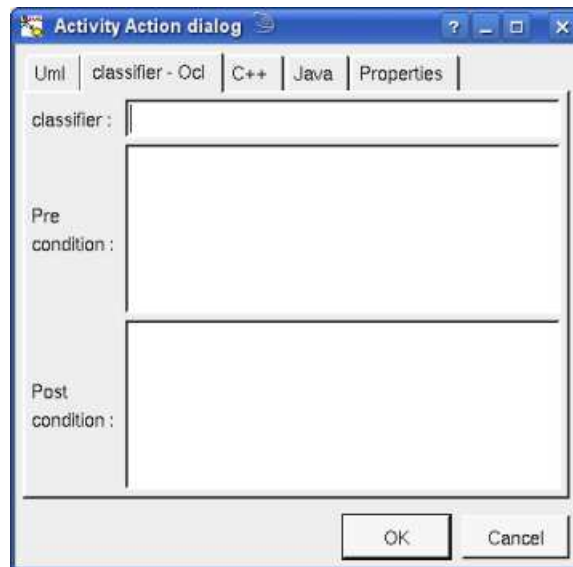 Activity Action dialog
Uml classifier - Ocl C++ Java Properties
classifier :
Pre
condition :
Post
condition :
OK Cancel